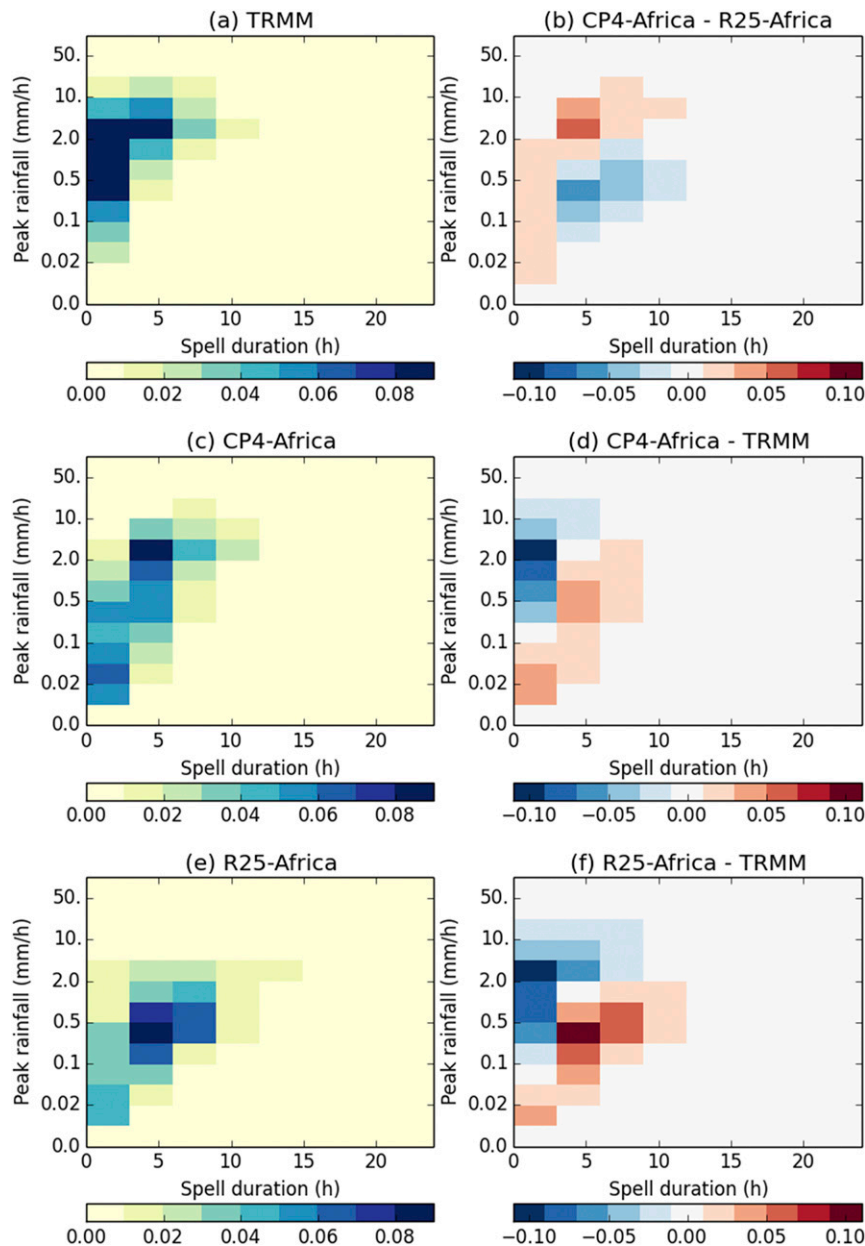 (a) TRMM
(b) CP4-Africa - R25-Africa
Peak rainfall (mm/h)
50.
10.
2.0
0.5
0.1
0.02
0.0
0 5 10 15 20
Spell duration (h)
0.00 0.02 0.04 0.06 0.08
Peak rainfall (mm/h)
50.
10.
2.0
0.5
0.1
0.02
0.0
0 5 10 15 20
Spell duration (h)
−0.10 −0.05 0.00 0.05 0.10
(c) CP4-Africa
(d) CP4-Africa - TRMM
Peak rainfall (mm/h)
50.
10.
2.0
0.5
0.1
0.02
0.0
0 5 10 15 20
Spell duration (h)
0.00 0.02 0.04 0.06 0.08
Peak rainfall (mm/h)
50.
10.
2.0
0.5
0.1
0.02
0.0
0 5 10 15 20
Spell duration (h)
−0.10 −0.05 0.00 0.05 0.10
(e) R25-Africa
(f) R25-Africa - TRMM
Peak rainfall (mm/h)
50.
10.
2.0
0.5
0.1
0.02
0.0
0 5 10 15 20
Spell duration (h)
0.00 0.02 0.04 0.06 0.08
Peak rainfall (mm/h)
50.
10.
2.0
0.5
0.1
0.02
0.0
0 5 10 15 20
Spell duration (h)
−0.10 −0.05 0.00 0.05 0.10